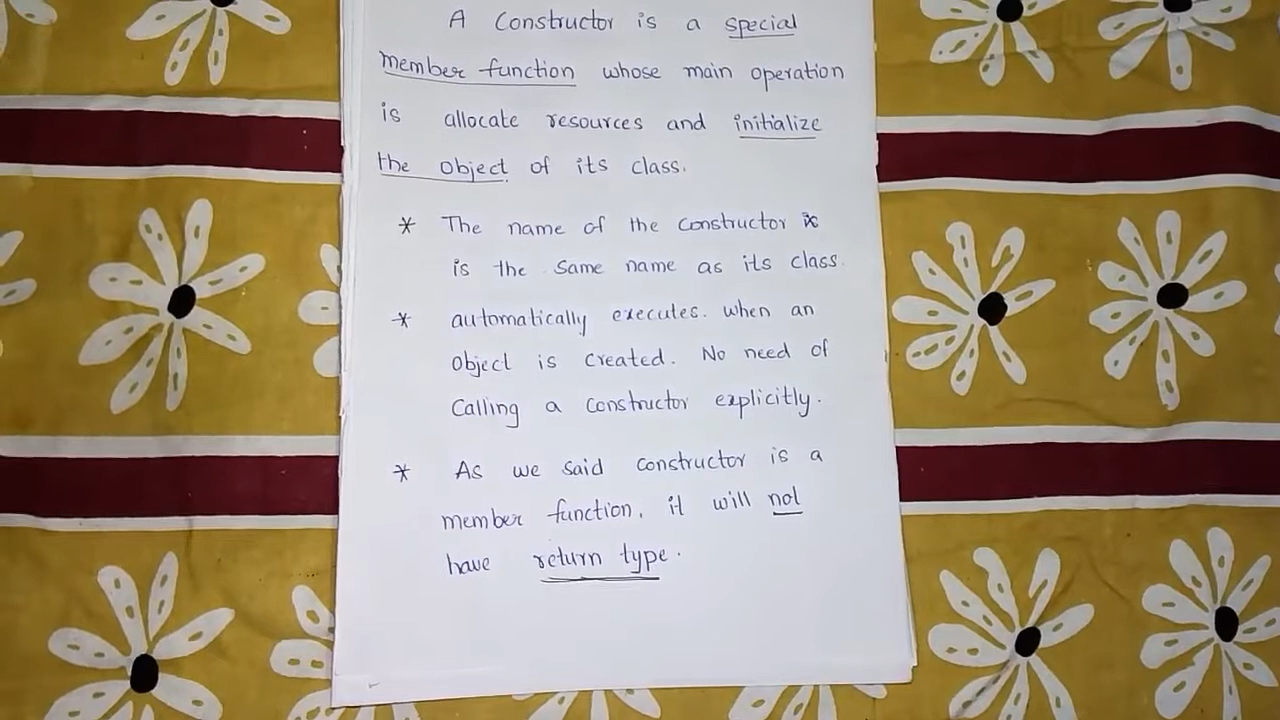 A Constructor is a special
member function whose main operation
is allocate resources and initialize
the object of its class.
* The name of the constructor is
is the same name as its class.
* automatically executes. when an
object is created. No need of
calling a constructor explicitly.
* As we said constructor is a
member function, it will not
have return type.